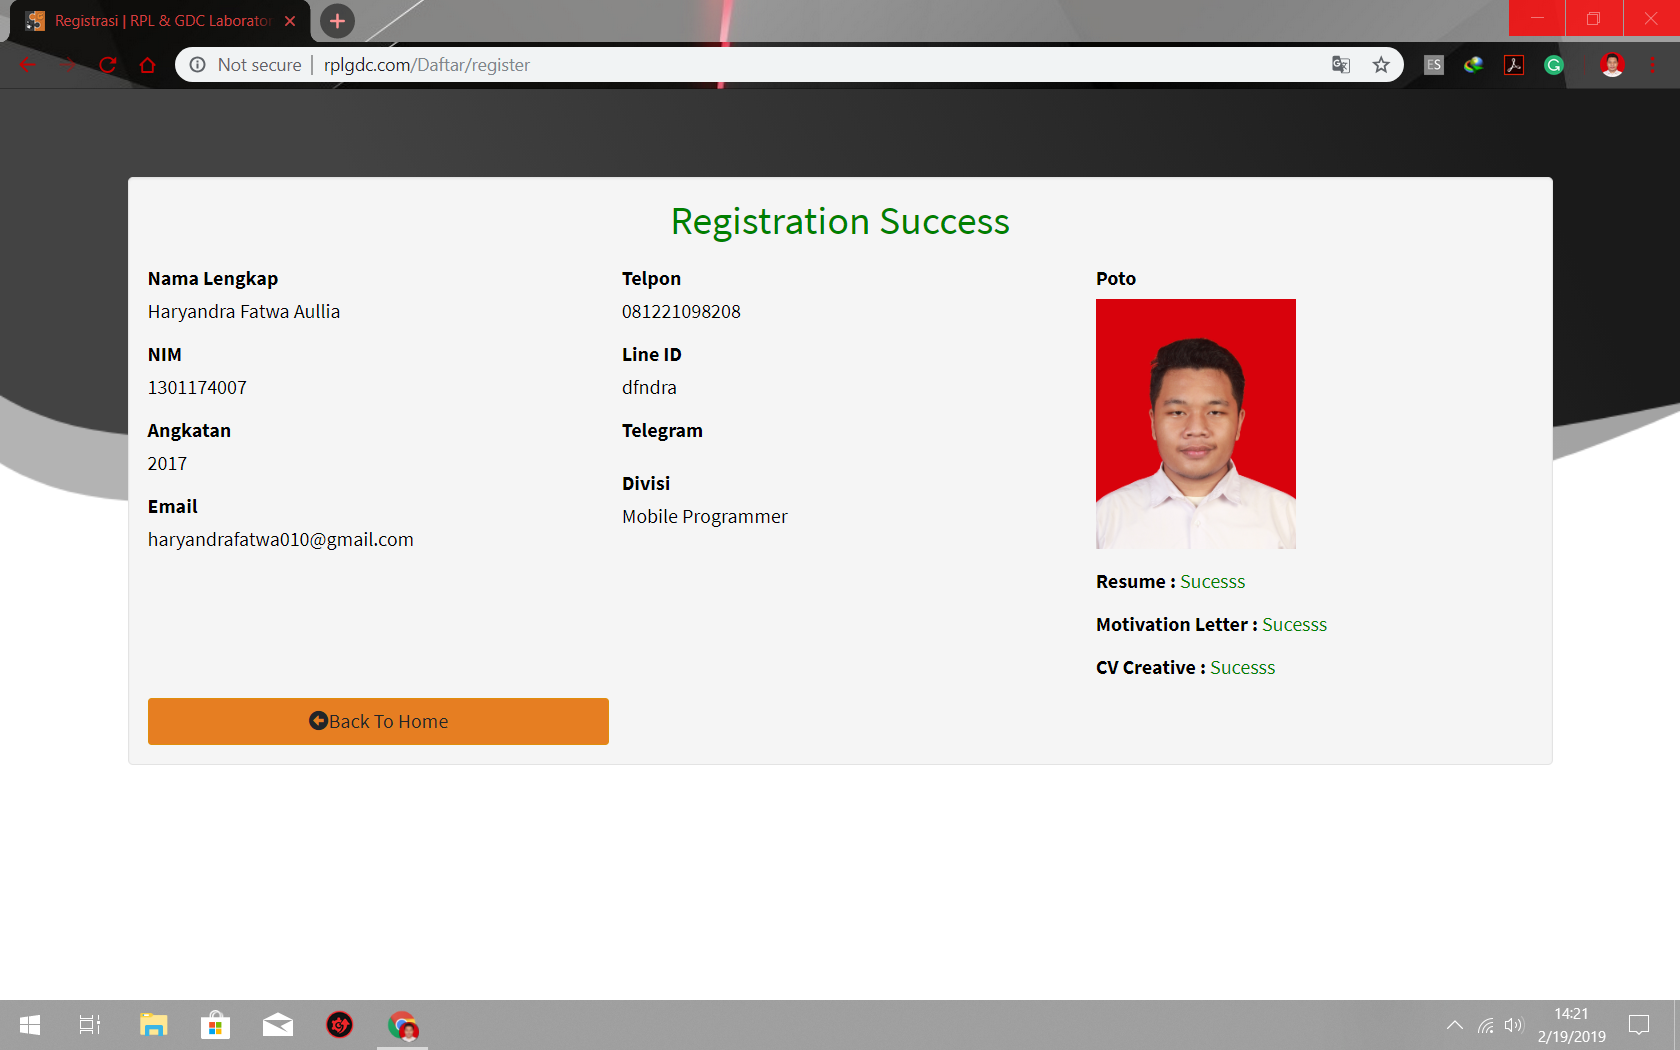 Registrasi | RPL & GDC Laborator
Not secure | rplgdc.com/Daftar/register
ES
Registration Success
Nama Lengkap
Haryandra Fatwa Aullia
NIM
1301174007
Angkatan
2017
Email
haryandrafatwa010@gmail.com
Telpon
081221098208
Line ID
dfndra
Telegram
Divisi
Mobile Programmer
Poto
Resume : Sucesss
Motivation Letter : Sucesss
CV Creative : Sucesss
Back To Home
14:21
2/19/2019